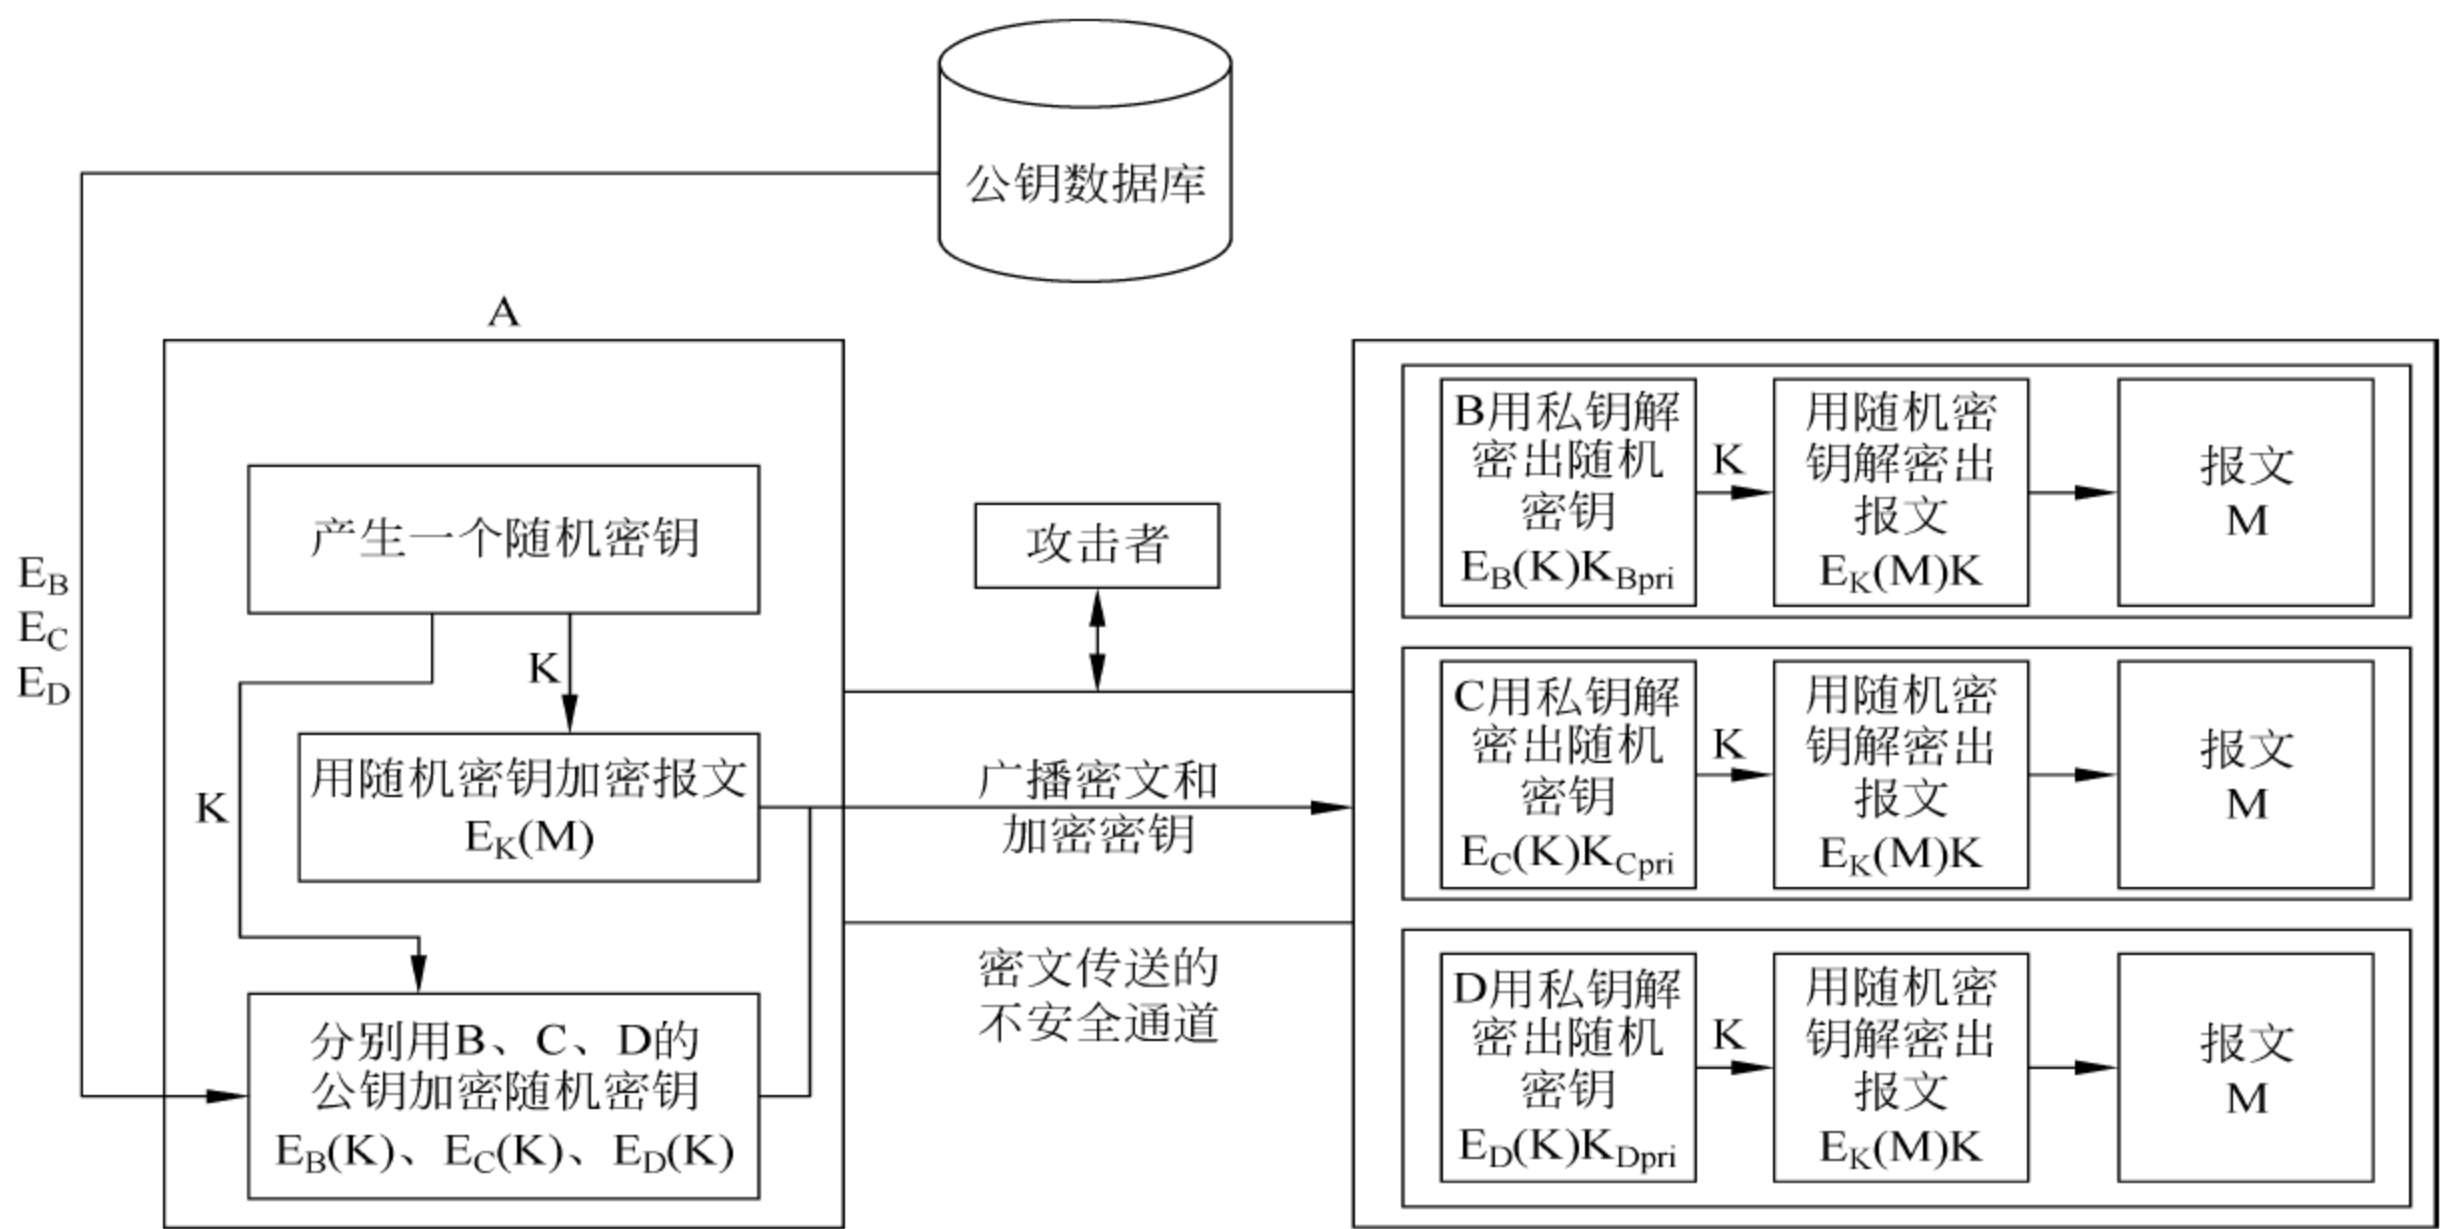 公钥数据库
A
E_B
E_C
E_D
产生一个随机密钥
K
K
用随机密钥加密报文
E_K(M)
分别用B、C、D的
公钥加密随机密钥
E_B(K)、E_C(K)、E_D(K)
攻击者
广播密文和
加密密钥
密文传送的
不安全通道
B用私钥解
密出随机
密钥
E_B(K)K_Bpri
K
用随机密
钥解密出
报文
E_K(M)K
报文
M
C用私钥解
密出随机
密钥
E_C(K)K_Cpri
K
用随机密
钥解密出
报文
E_K(M)K
报文
M
D用私钥解
密出随机
密钥
E_D(K)K_Dpri
K
用随机密
钥解密出
报文
E_K(M)K
报文
M